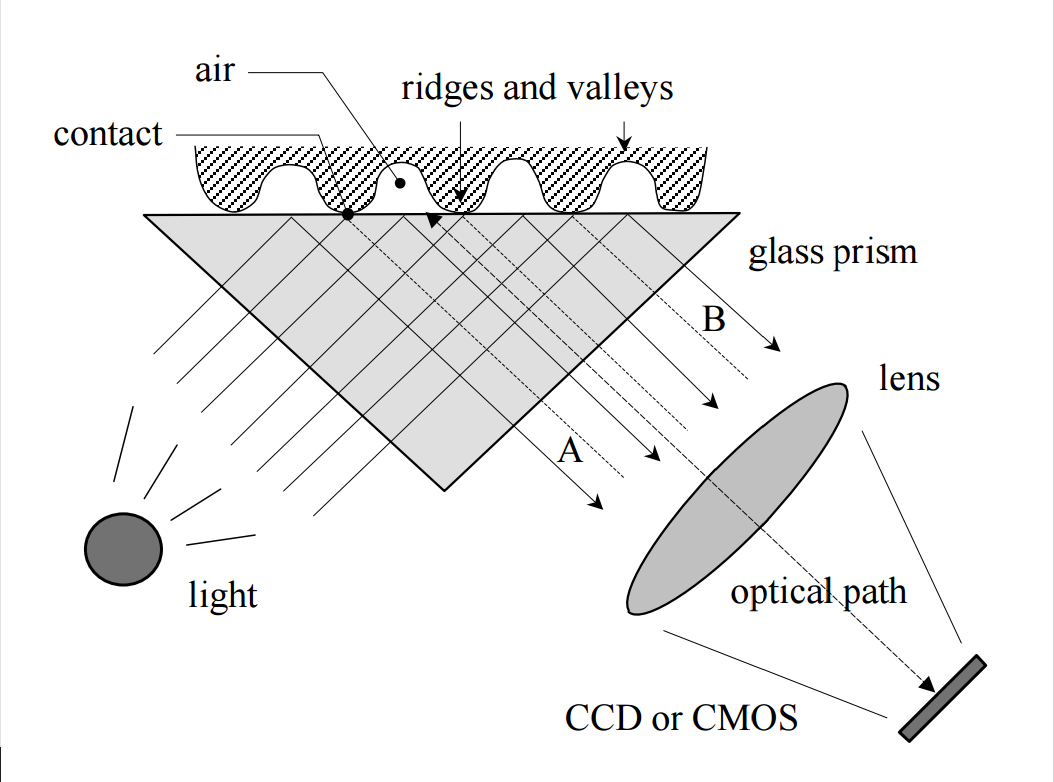 air
ridges and valleys
contact
glass prism
B
lens
A
light
optical path
CCD or CMOS